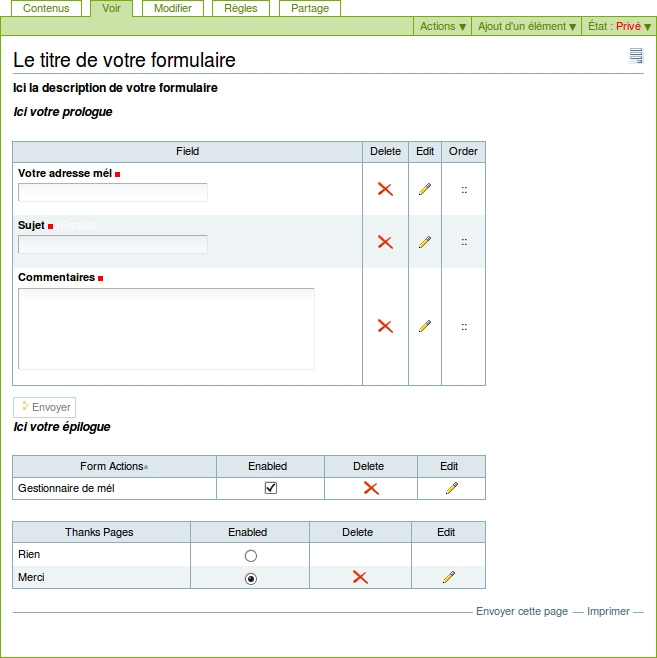 Contenus Voir Modifier Règles Partage
Actions ▼ Ajout d'un élément ▼ État : Privé ▼
Le titre de votre formulaire
Ici la description de votre formulaire
Ici votre prologue
Field Delete Edit Order
Votre adresse mél
::
Sujet (Requis)
::
Commentaires
::
Envoyer
Ici votre épilogue
Form Actions Enabled Delete Edit
Gestionnaire de mél
Thanks Pages Enabled Delete Edit
Rien
Merci
Envoyer cette page — Imprimer —